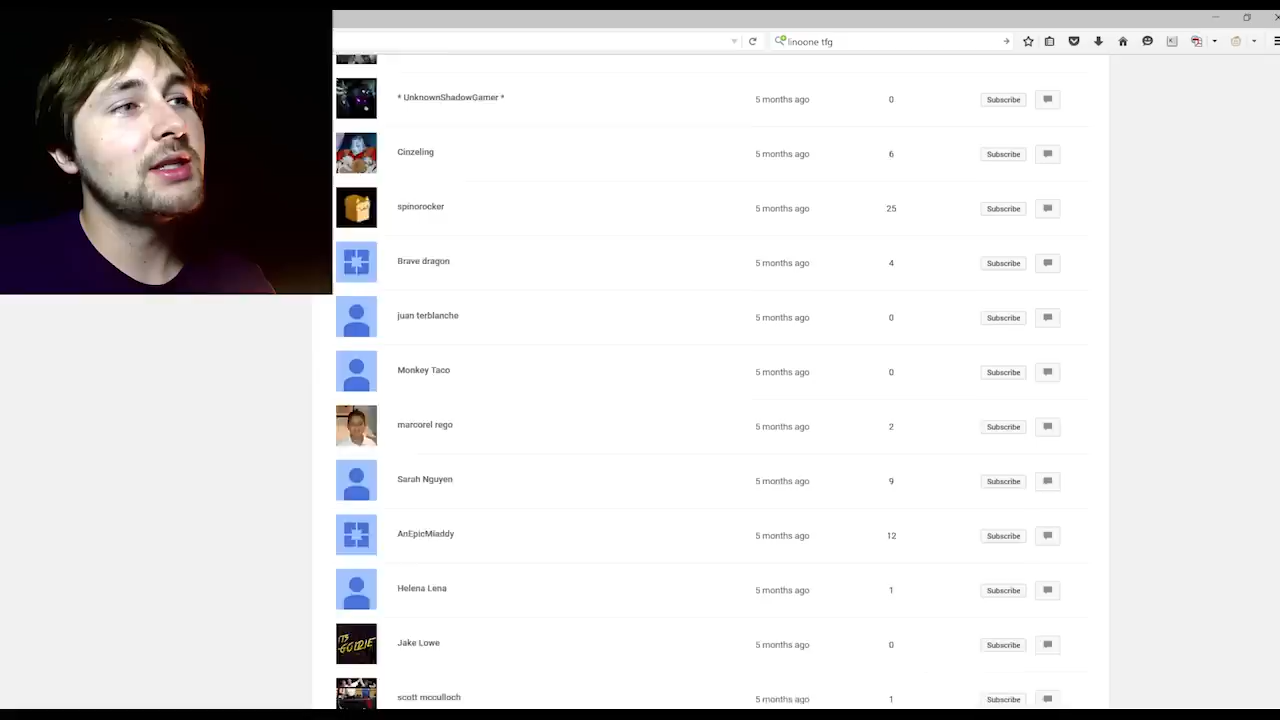 linoone tfg
* UnknownShadowGamer * 5 months ago 0 Subscribe
Cinzeling 5 months ago 6 Subscribe
spinorocker 5 months ago 25 Subscribe
Brave dragon 5 months ago 4 Subscribe
juan terblanche 5 months ago 0 Subscribe
Monkey Taco 5 months ago 0 Subscribe
marcorel rego 5 months ago 2 Subscribe
Sarah Nguyen 5 months ago 9 Subscribe
AnEpicMiaddy 5 months ago 12 Subscribe
Helena Lena 5 months ago 1 Subscribe
ITS GOLDIE
Jake Lowe 5 months ago 0 Subscribe
scott mcculloch 5 months ago 1 Subscribe